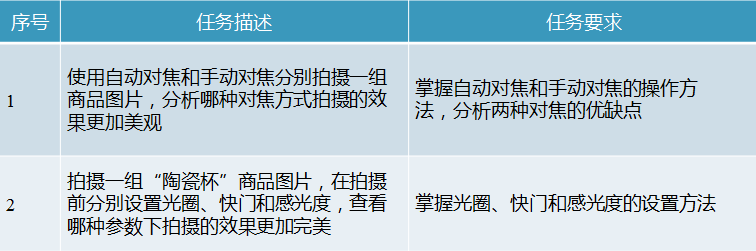 序号 任务描述 任务要求
1
使用自动对焦和手动对焦分别拍摄一组
商品图片，分析哪种对焦方式拍摄的效
果更加美观
掌握自动对焦和手动对焦的操作方
法，分析两种对焦的优缺点
2
拍摄一组“陶瓷杯”商品图片，在拍摄
前分别设置光圈、快门和感光度，查看
哪种参数下拍摄的效果更加完美
掌握光圈、快门和感光度的设置方法